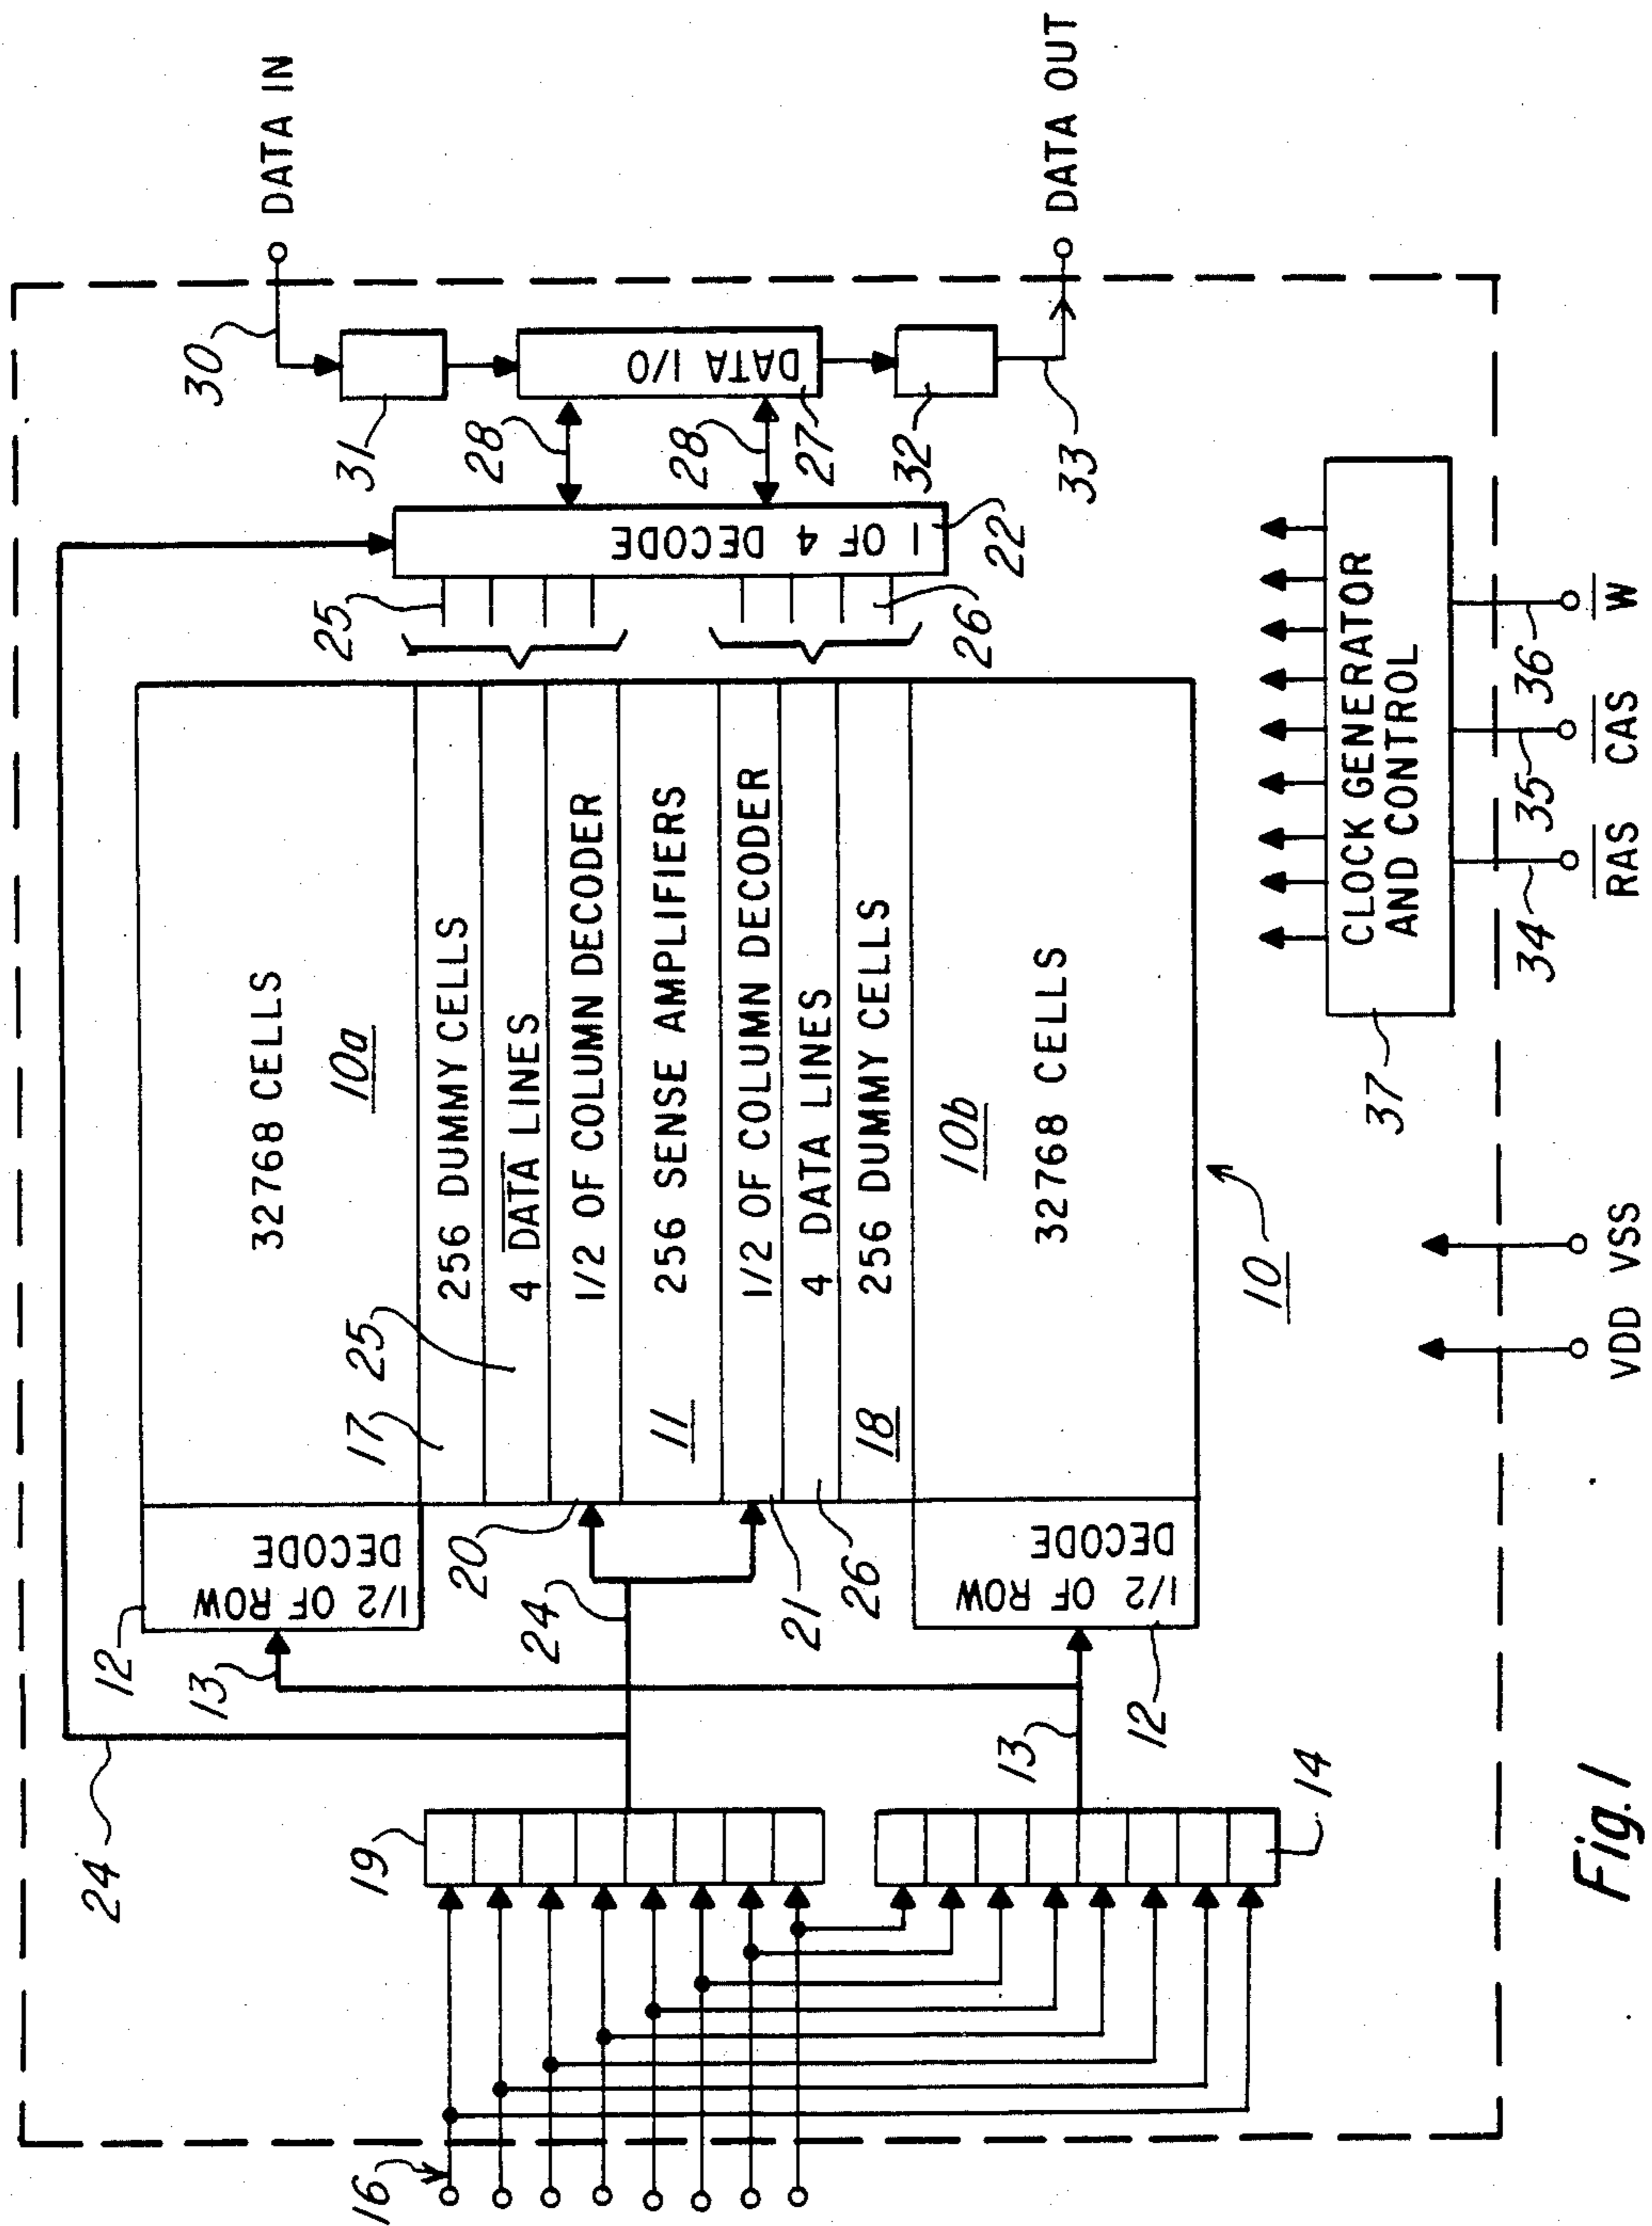 24
12
1/2 OF ROW
DECODE
32768 CELLS
10a
30
DATA IN
13
17
25
256 DUMMY CELLS
25
31
19
20
4 D̅A̅T̅A̅ LINES
28
DATA I/O
16
24
1/2 OF COLUMN DECODER
1 OF 4 DECODE
11
256 SENSE AMPLIFIERS
28
21
1/2 OF COLUMN DECODER
27
26
4 DATA LINES
26
22
32
18
256 DUMMY CELLS
13
1/2 OF ROW
DECODE
10b
32768 CELLS
33
DATA OUT
12
14
10
37
CLOCK GENERATOR
AND CONTROL
34
35
36
VDD VSS
R̅A̅S̅
C̅A̅S̅
W̅
Fig.1